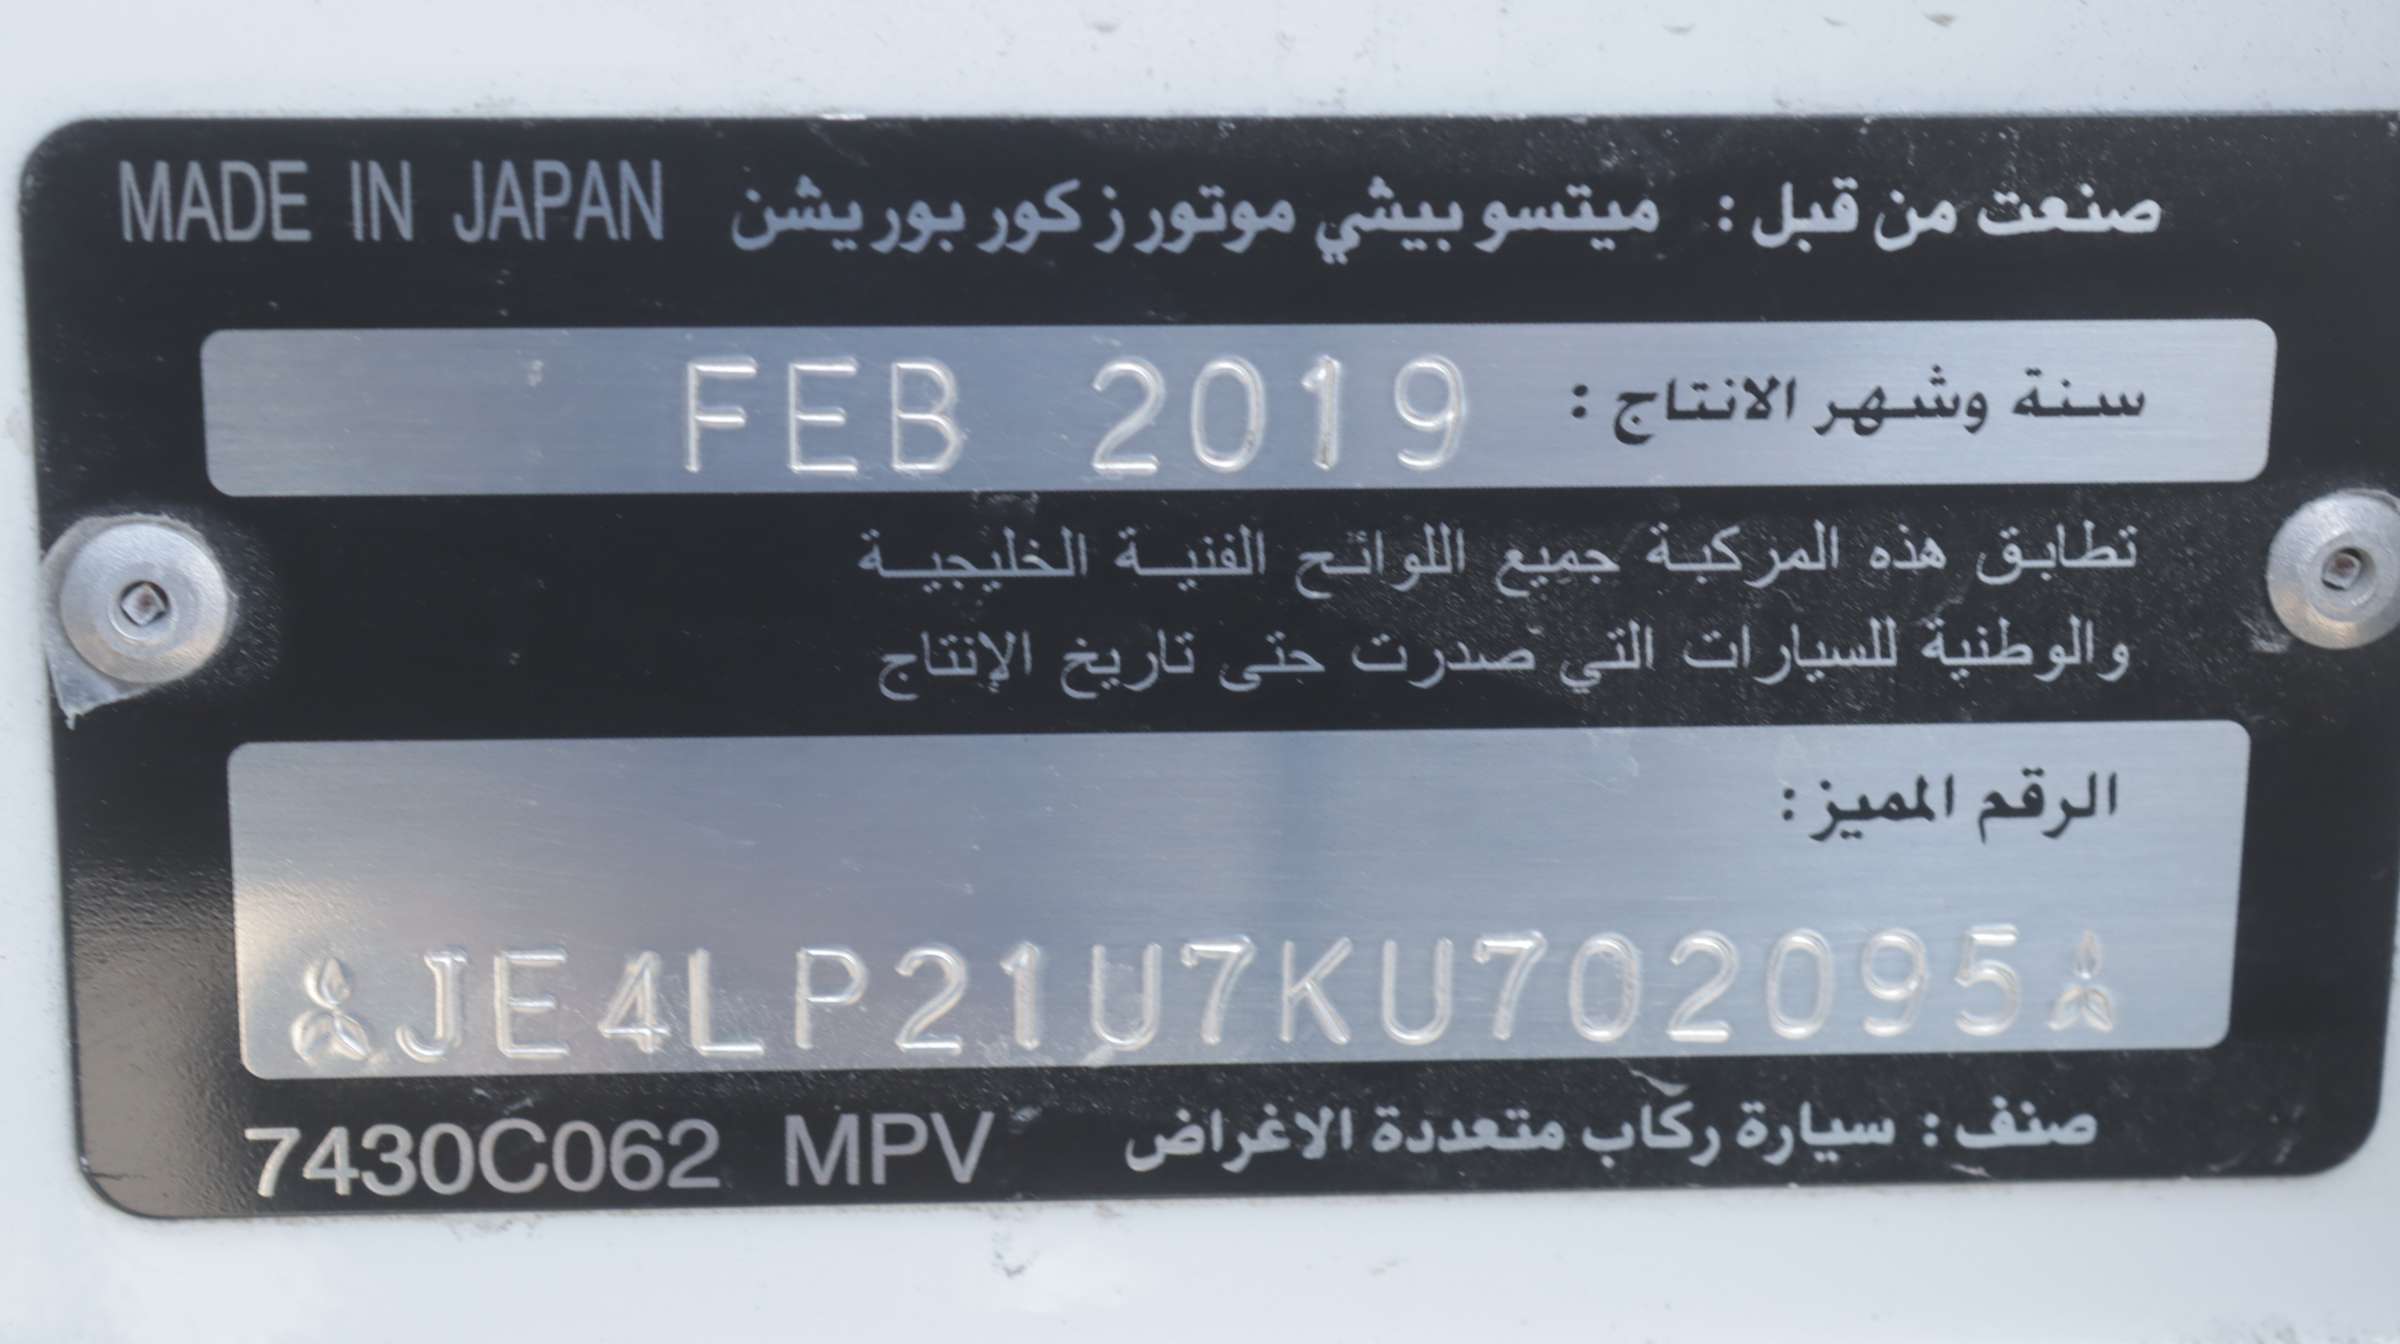 صنعت من قبل : ميتسوبيشي موتورز كوربوريشن MADE IN JAPAN
سنة وشهر الانتاج : FEB 2019
تطابق هذه المركبة جميع اللوائح الفنية الخليجية
والوطنية للسيارات التي صدرت حتى تاريخ الإنتاج
الرقم المميز:
JE4LP21U7KU702095
صنف : سيارة ركاب متعددة الاغراض 7430C062 MPV